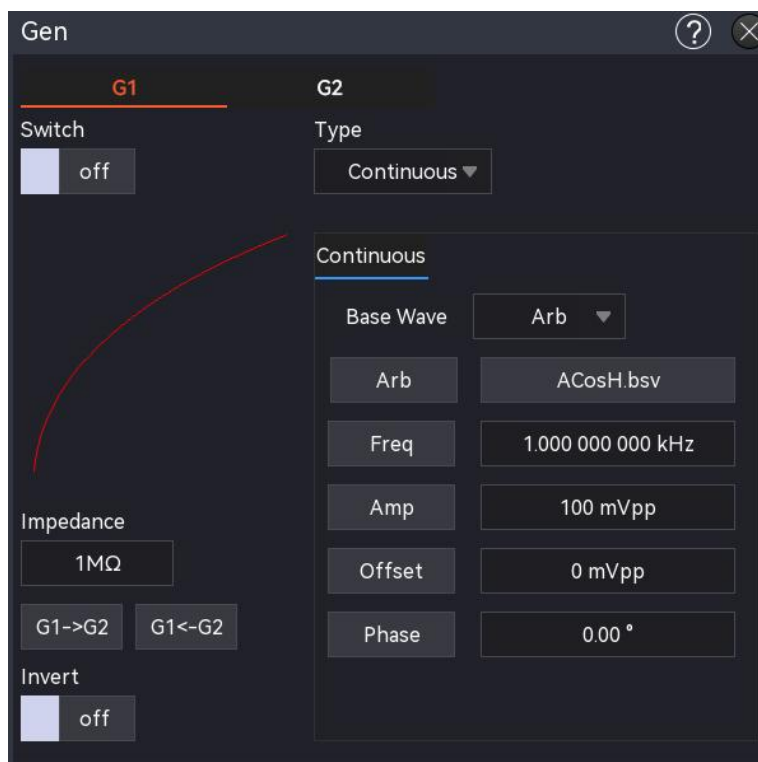 Gen
?
G1 G2
Switch Type
off Continuous
Continuous
Base Wave Arb
Arb ACosH.bsv
Freq 1.000 000 000 kHz
Impedance Amp 100 mVpp
1MΩ Offset 0 mVpp
G1->G2 G1<-G2 Phase 0.00 °
Invert
off